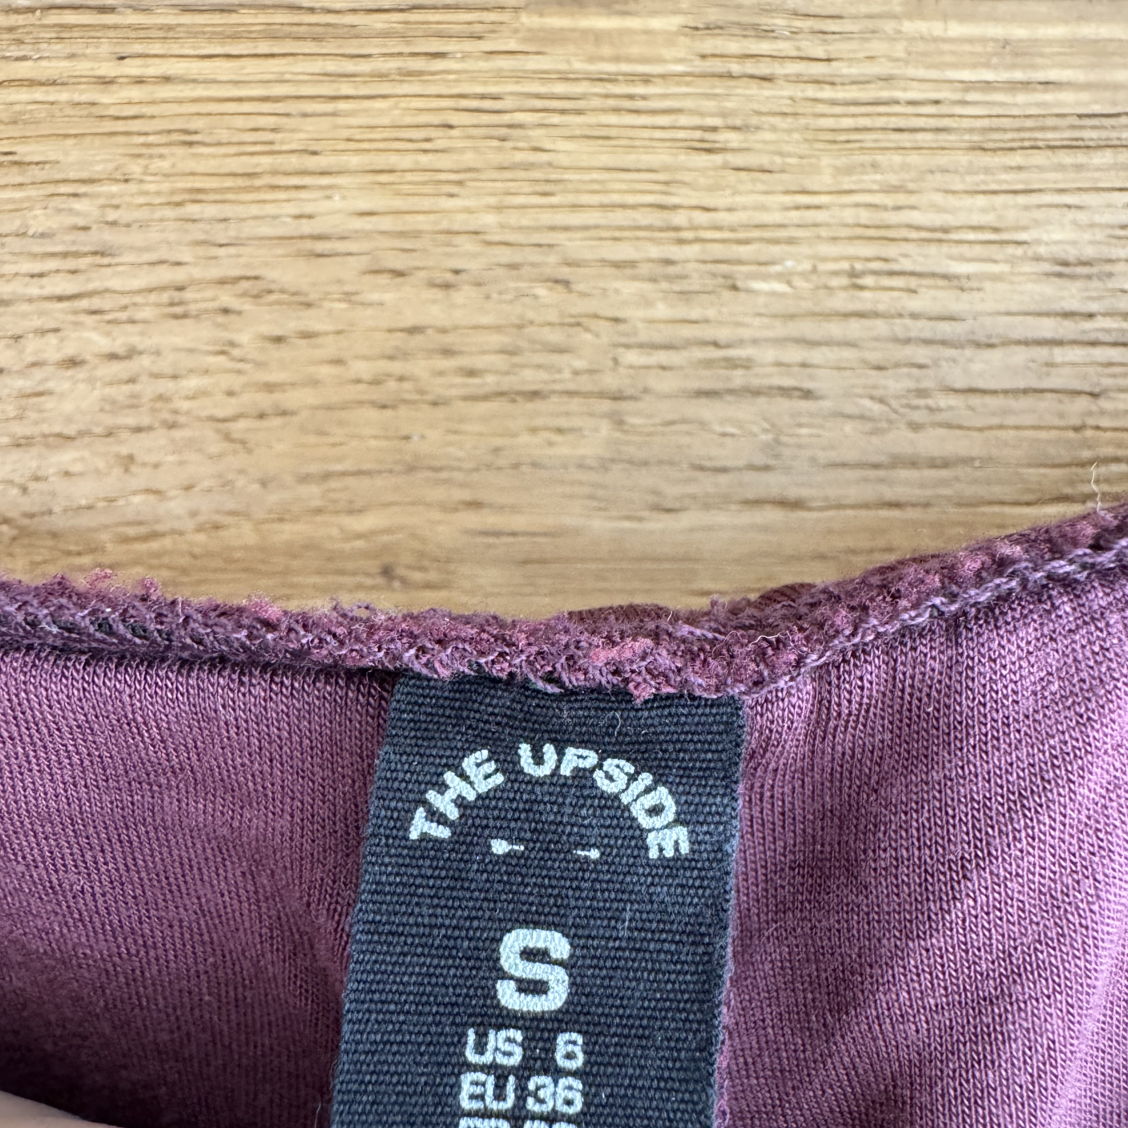 THE UPSIDE
S
US 6
EU 36